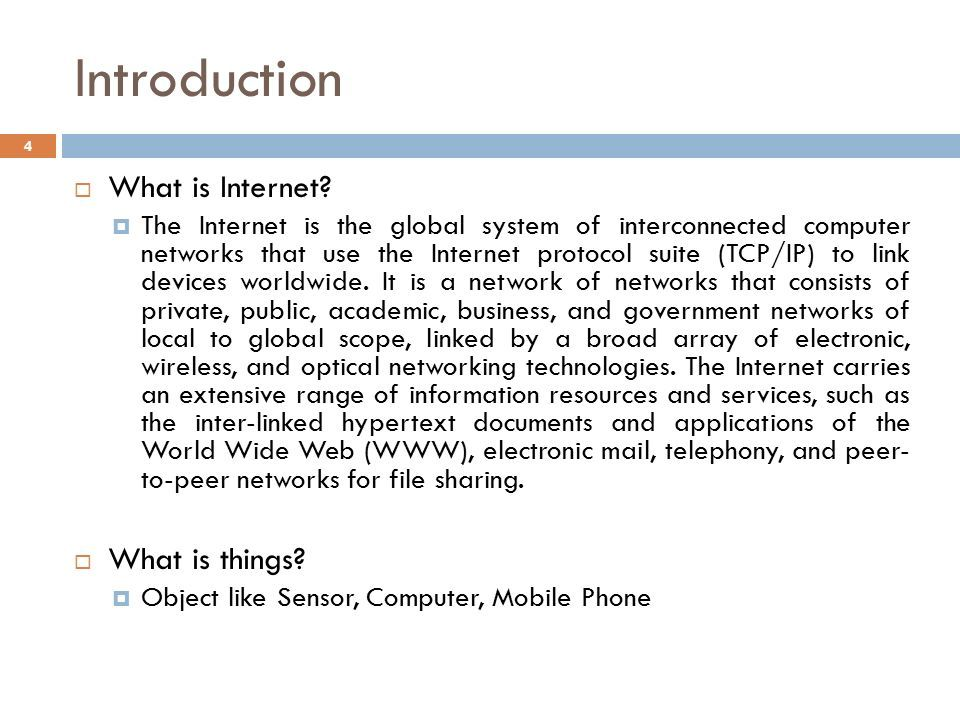 Introduction
4
What is Internet?
The Internet is the global system of interconnected computer
networks that use the Internet protocol suite (TCP/IP) to link
devices worldwide. It is a network of networks that consists of
private, public, academic, business, and government networks of
local to global scope, linked by a broad array of electronic,
wireless, and optical networking technologies. The Internet carries
an extensive range of information resources and services, such as
the inter-linked hypertext documents and applications of the
World Wide Web (WWW), electronic mail, telephony, and peer-
to-peer networks for file sharing.
What is things?
Object like Sensor, Computer, Mobile Phone